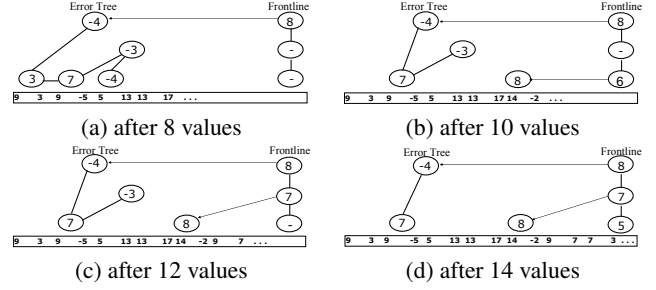 Error Tree Frontline
-4 8
-3 -
3 7 -4 -
9 3 9 -5 5 13 13 17 ...
(a) after 8 values
Error Tree Frontline
-4 8
-3 -
7 8 6
9 3 9 -5 5 13 13 17 14 -2 ...
(b) after 10 values
Error Tree Frontline
-4 8
-3 7
7 8 -
9 3 9 -5 5 13 13 17 14 -2 9 7 ...
(c) after 12 values
Error Tree Frontline
-4 8
7
7 8 5
9 3 9 -5 5 13 13 17 14 -2 9 7 7 3 ...
(d) after 14 values